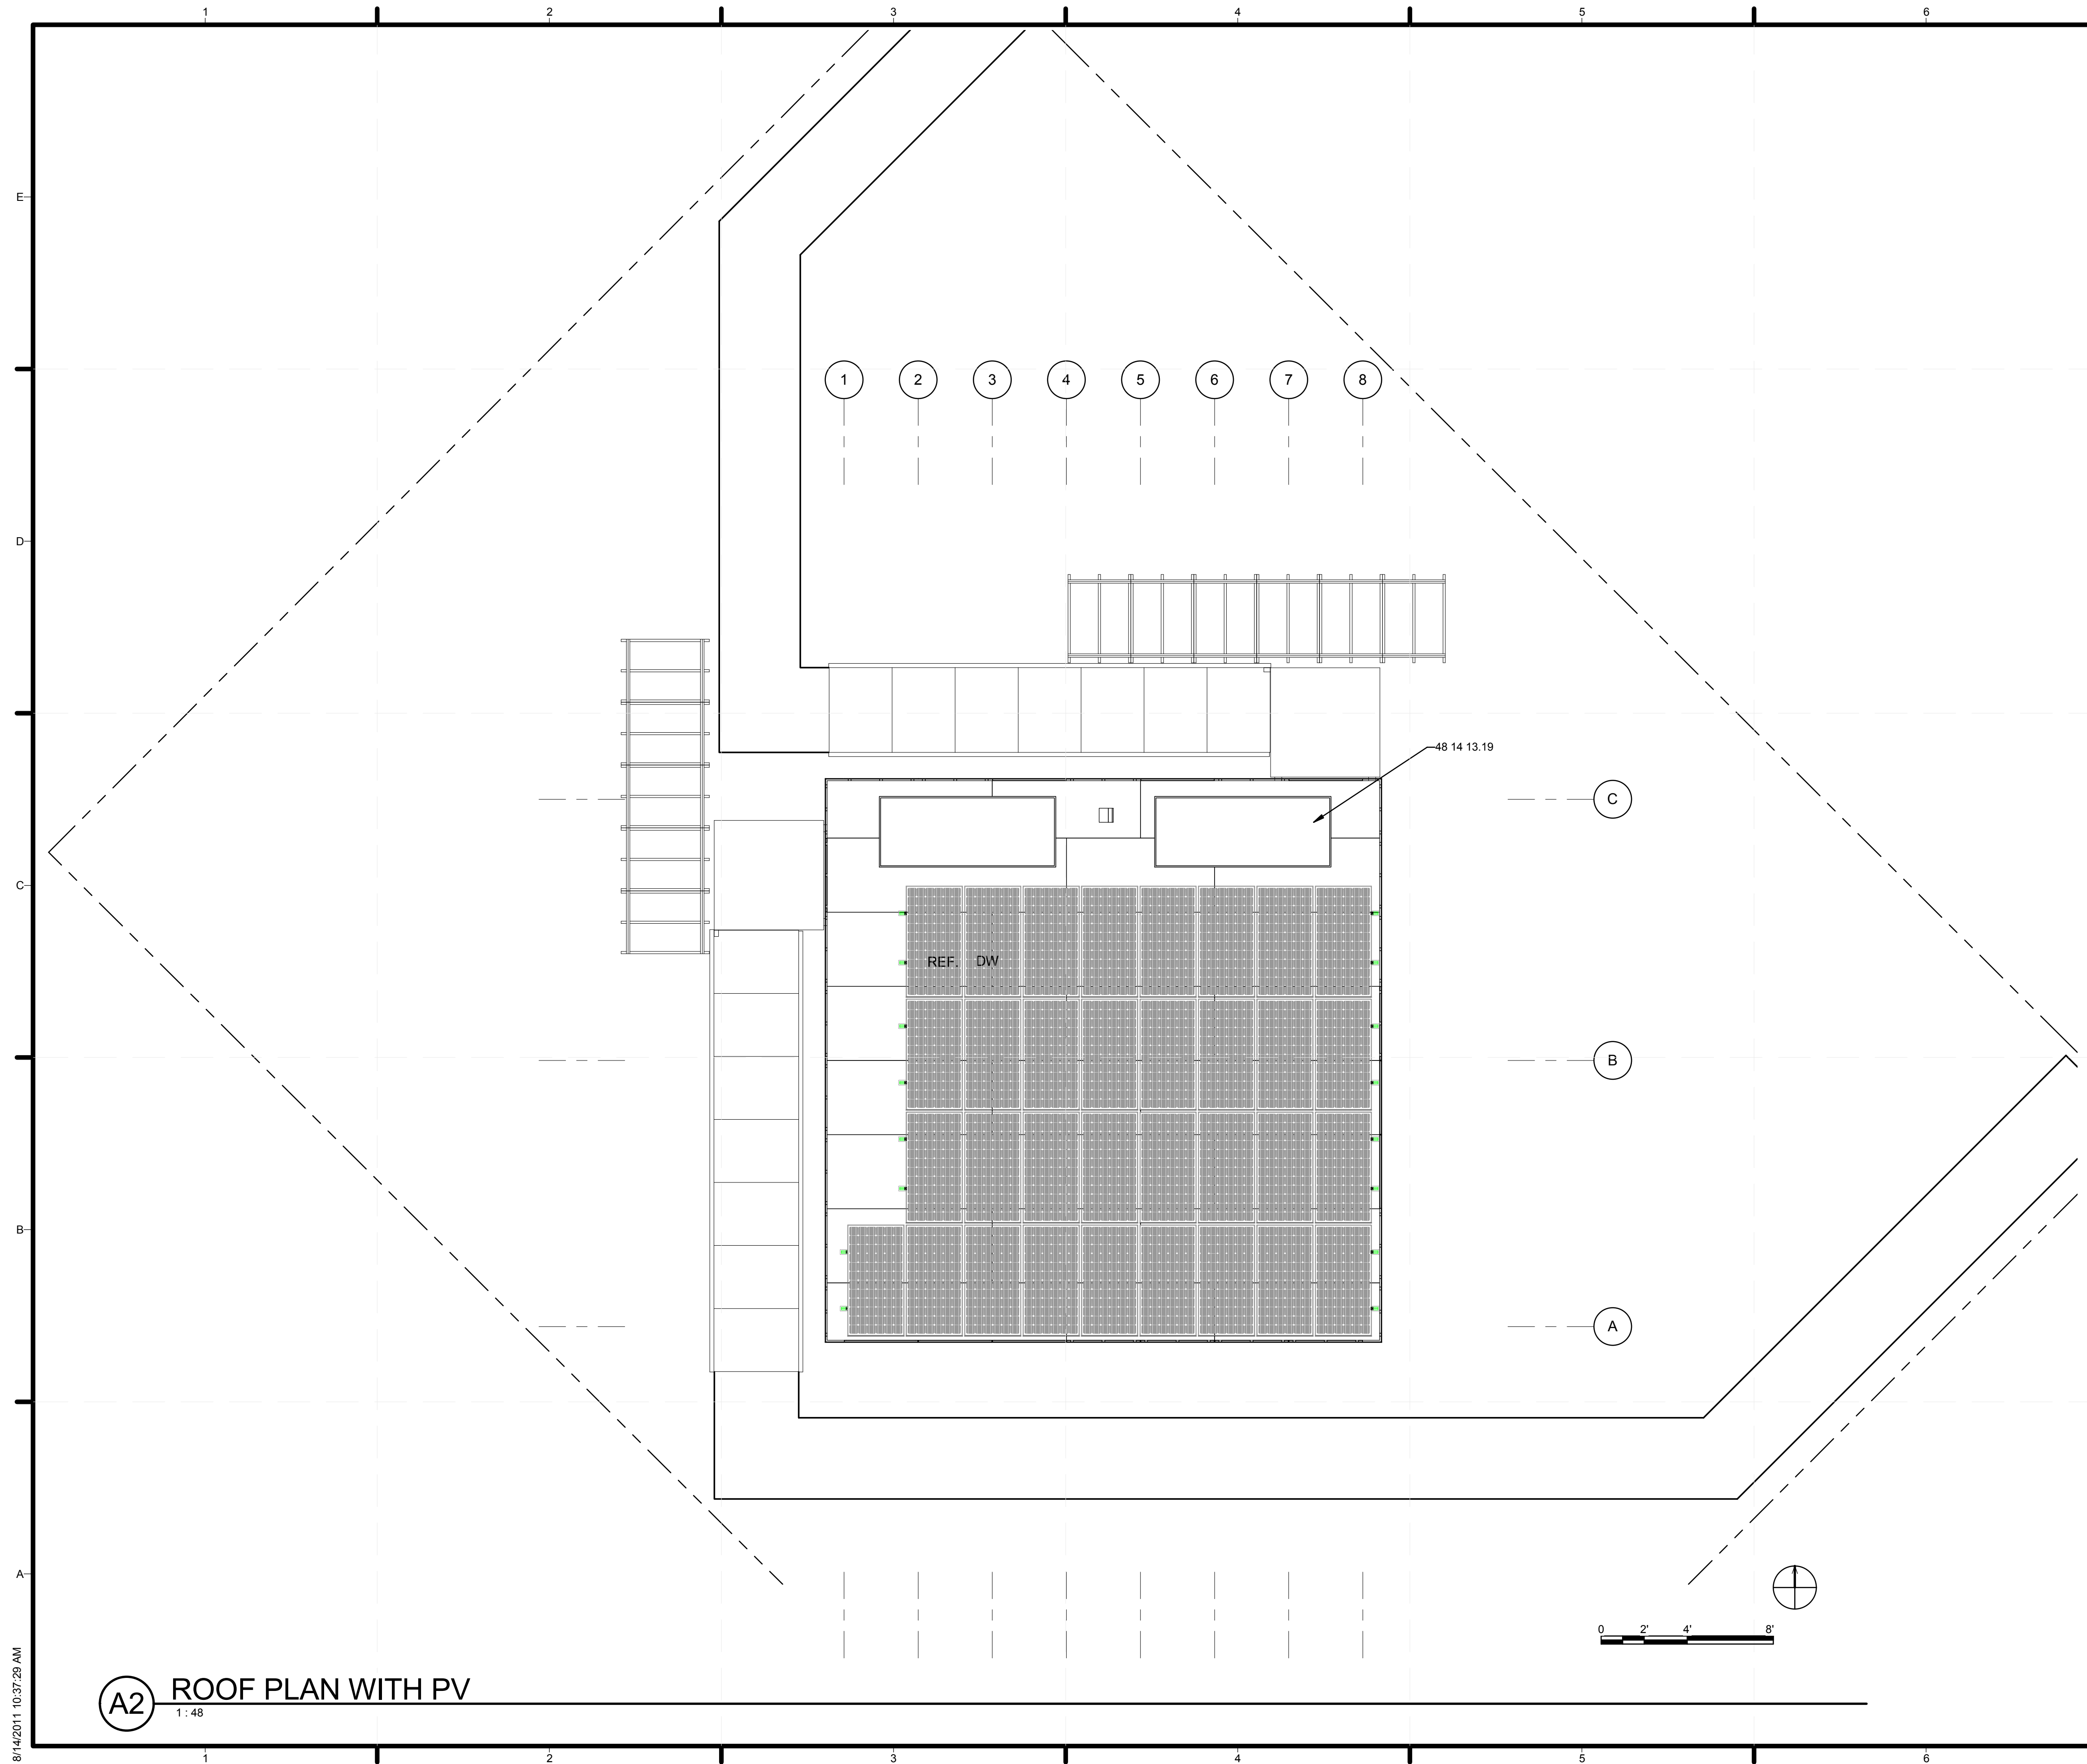 1 2 3 4 5 6
E
1 2 3 4 5 6 7 8
D
48 14 13.19
C
C
REF. DW
B
B
A
A
0 2' 4' 8'
A2 ROOF PLAN WITH PV
1 : 48
8/14/2011 10:37:29 AM
1 2 3 4 5 6